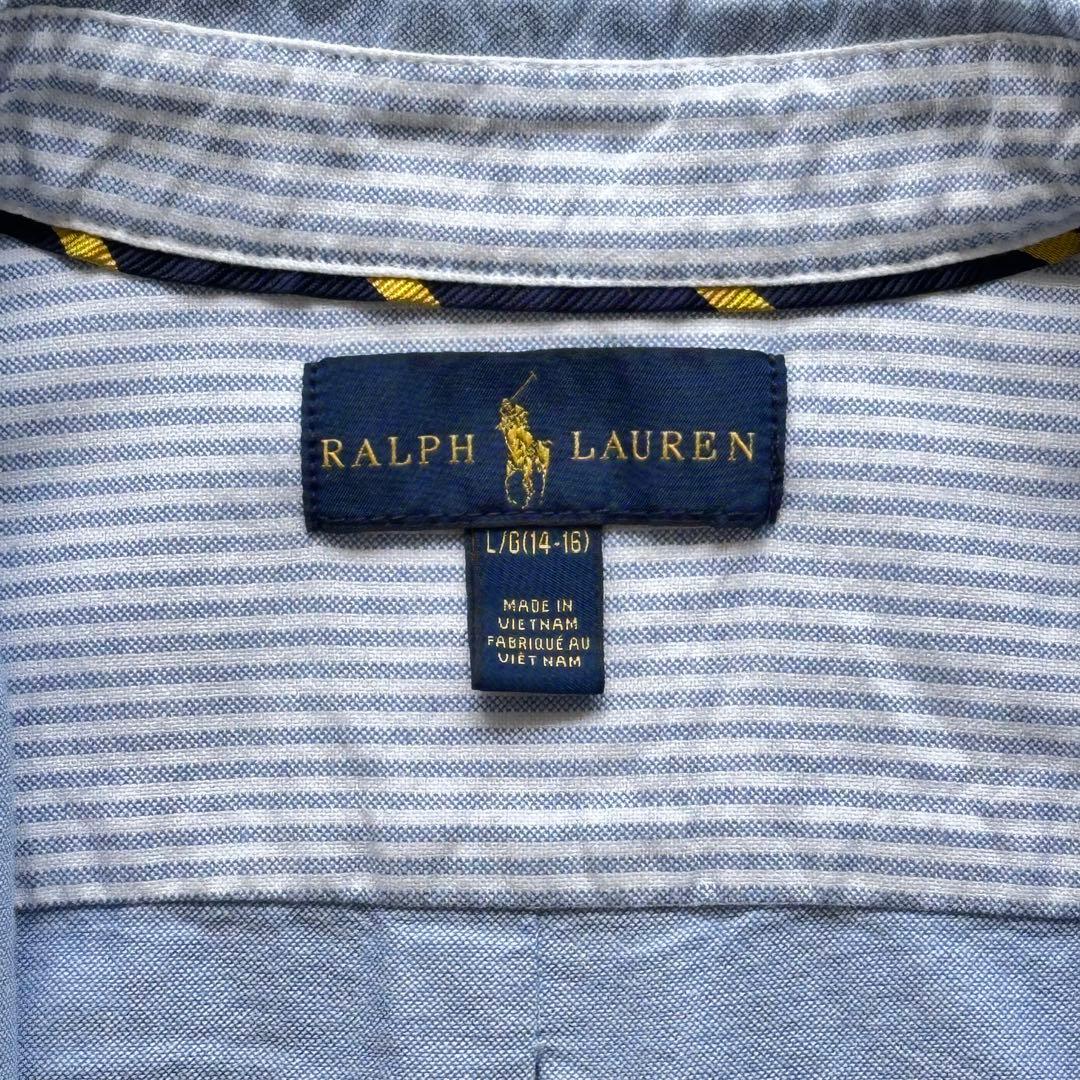 RALPH LAUREN
L/G(14-16)
MADE IN
VIETNAM
FABRIQUÉ AU
VIÊT NAM